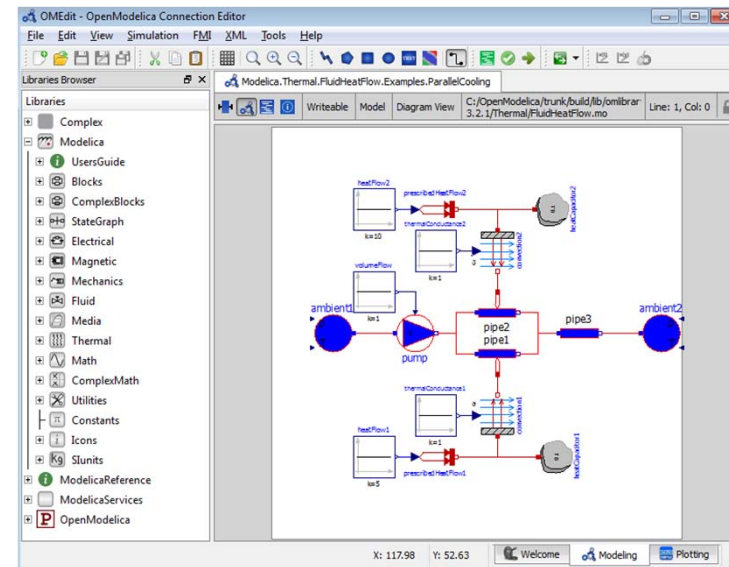 OMEdit - OpenModelica Connection Editor
File Edit View Simulation FMI XML Tools Help
Libraries Browser
Modelica.Thermal.FluidHeatFlow.Examples.ParallelCooling
Libraries
Writeable Model Diagram View C:/OpenModelica/trunk/build/lib/omlibrar 3.2.1/Thermal/FluidHeatFlow.mo Line: 1, Col: 0
Complex
Modelica
UsersGuide
Blocks
ComplexBlocks
StateGraph
Electrical
Magnetic
Mechanics
Fluid
Media
Thermal
Math
ComplexMath
Utilities
Constants
Icons
SIunits
ModelicaReference
ModelicaServices
OpenModelica
heatFlow2
prescribedHeatFlow2
heatCapacitor2
k=10
thermalConductance2
convection2
k=1
volumeFlow
k=1
ambient1
pump
pipe2
pipe1
pipe3
ambient2
thermalConductance1
convection1
k=1
heatFlow1
prescribedHeatFlow1
heatCapacitor1
k=5
X: 117.98 Y: 52.63 Welcome Modeling Plotting